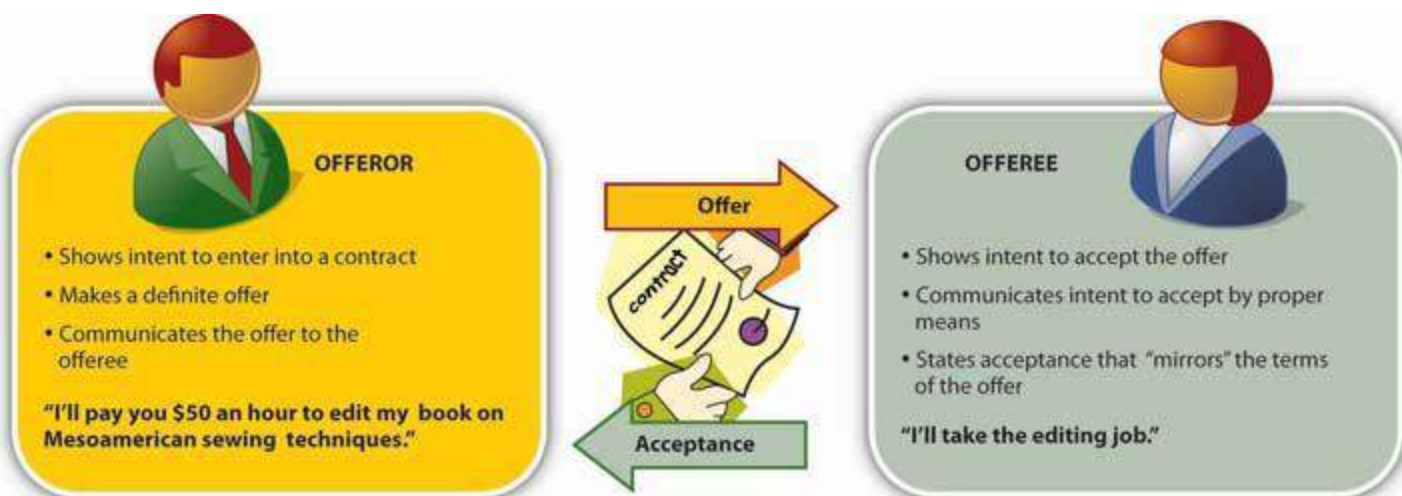 OFFEROR
• Shows intent to enter into a contract
• Makes a definite offer
• Communicates the offer to the
offeree
“I’ll pay you $50 an hour to edit my book on
Mesoamerican sewing techniques.”
Offer
contract
Acceptance
OFFEREE
• Shows intent to accept the offer
• Communicates intent to accept by proper
means
• States acceptance that “mirrors” the terms
of the offer
“I’ll take the editing job.”